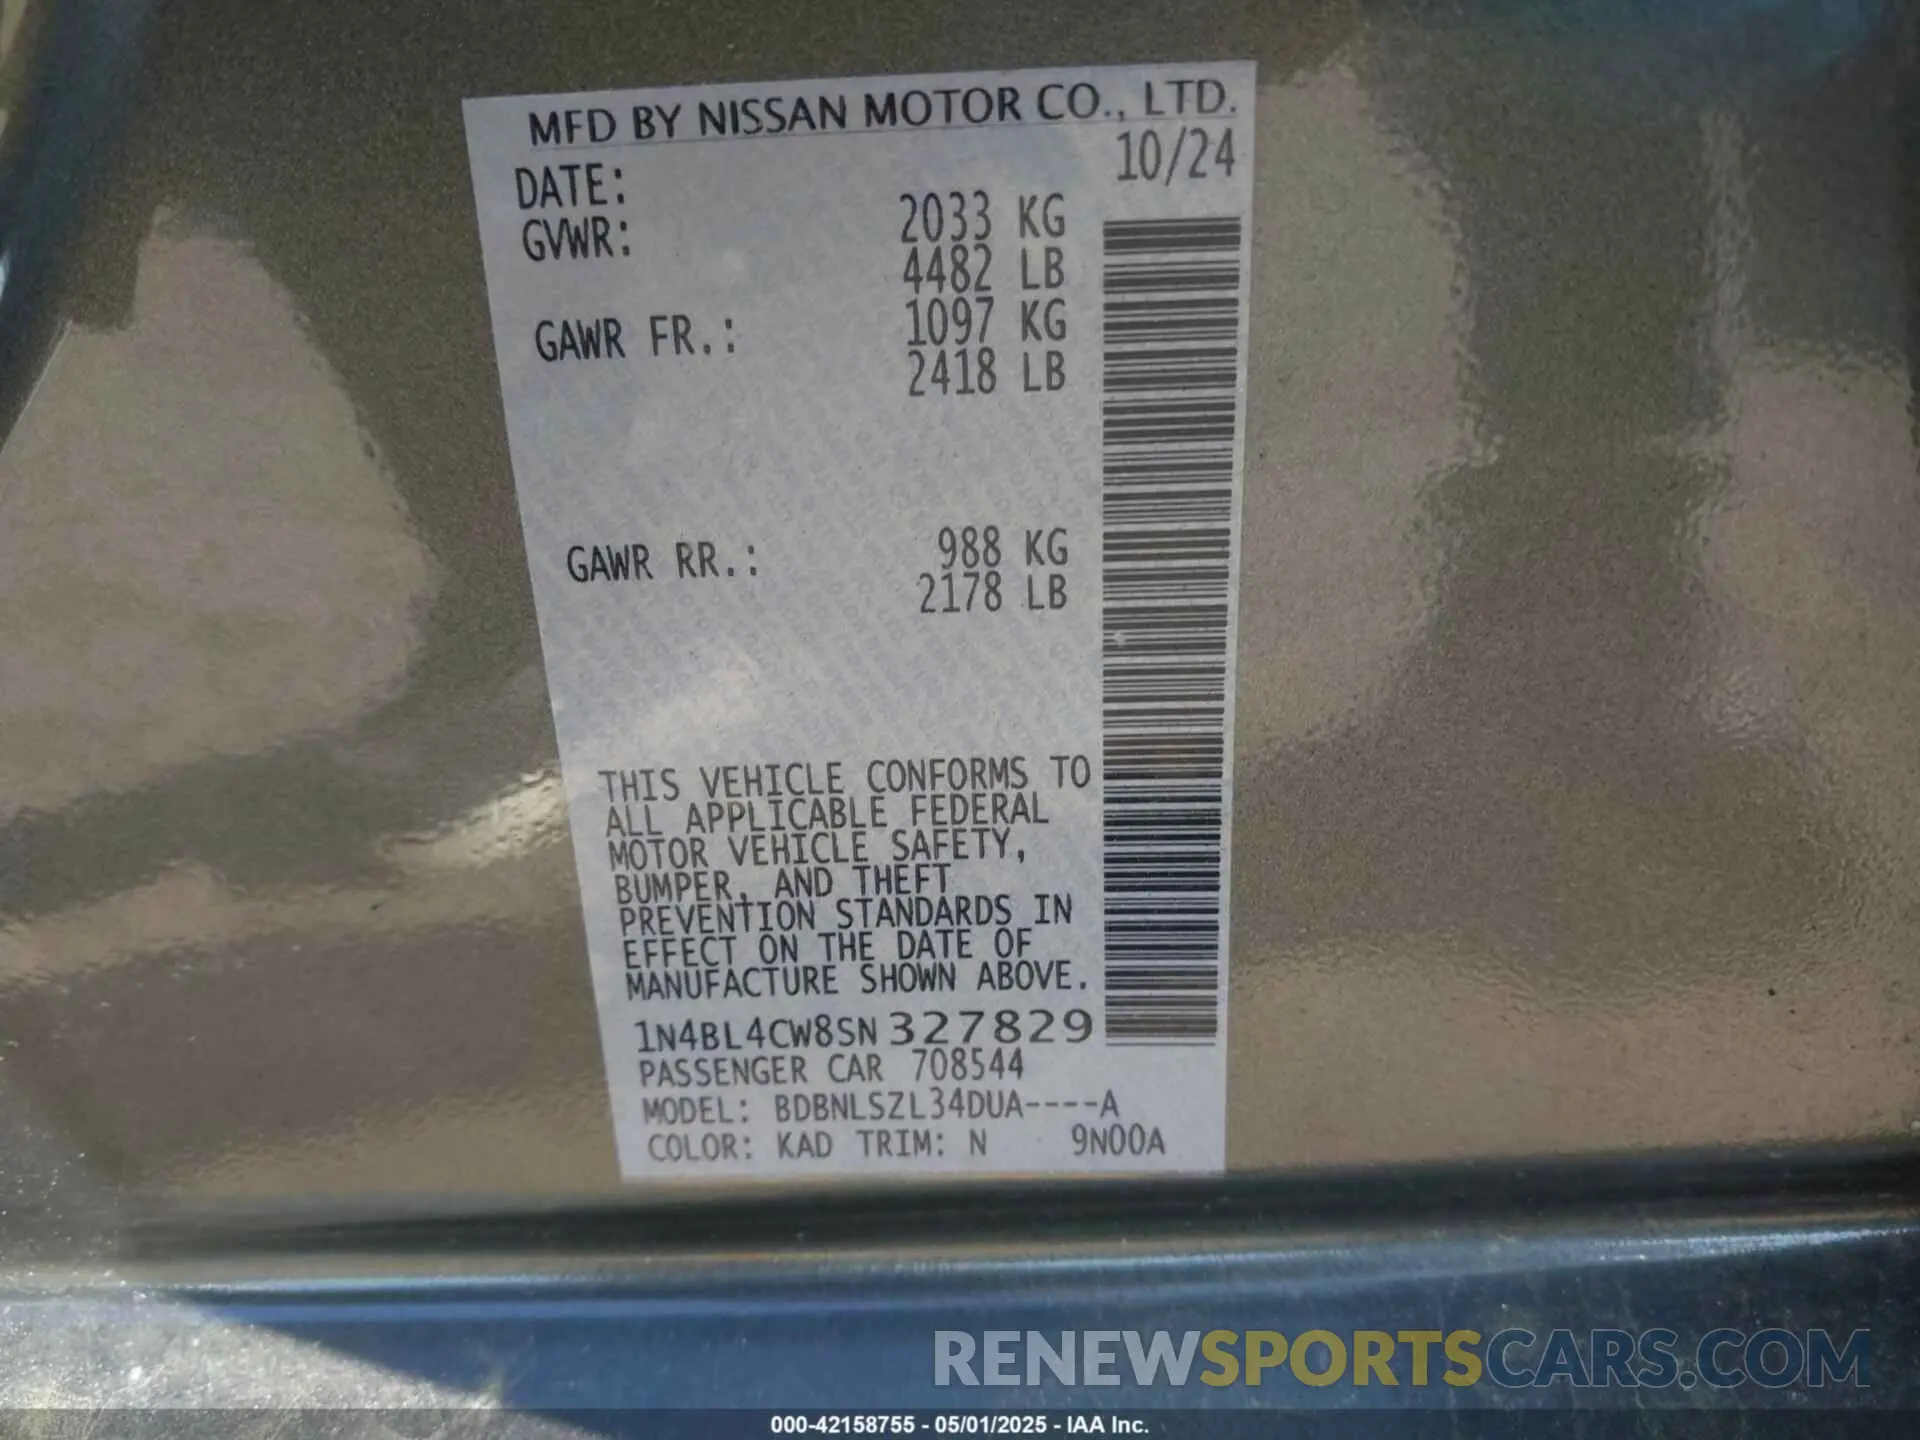 MFD BY NISSAN MOTOR CO., LTD.
DATE: 10/24
GVWR: 2033 KG
4482 LB
GAWR FR.: 1097 KG
2418 LB
GAWR RR.: 988 KG
2178 LB
THIS VEHICLE CONFORMS TO
ALL APPLICABLE FEDERAL
MOTOR VEHICLE SAFETY,
BUMPER, AND THEFT
PREVENTION STANDARDS IN
EFFECT ON THE DATE OF
MANUFACTURE SHOWN ABOVE.
1N4BL4CW8SN327829
PASSENGER CAR 708544
MODEL: BDBNLSZL34DUA----A
COLOR: KAD TRIM: N 9N00A
RENEWSPORTSCARS.COM
000-42158755 - 05/01/2025 - IAA Inc.